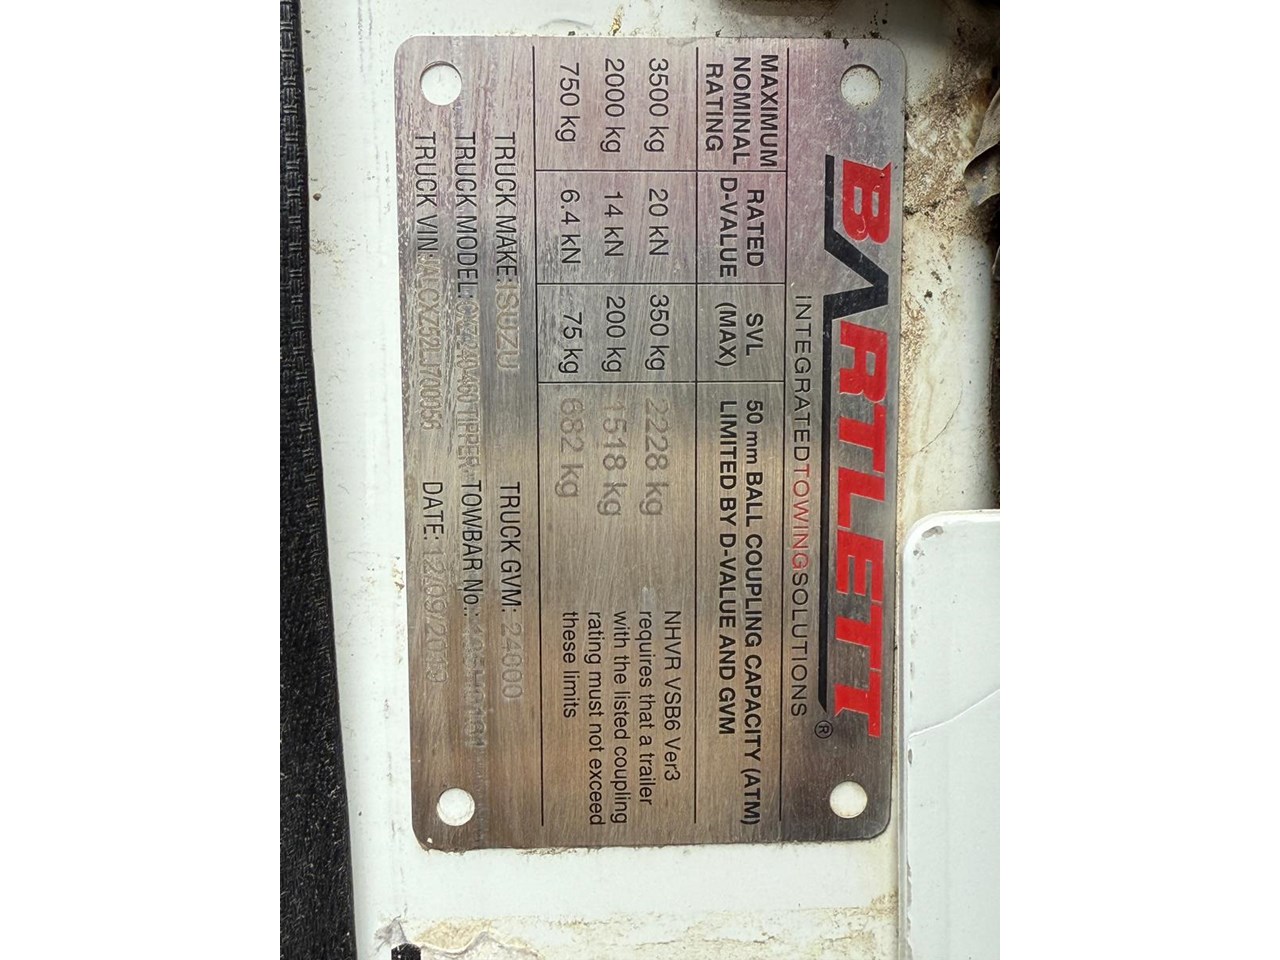 BARTLETT®
INTEGRATEDTOWINGSOLUTIONS
MAXIMUM NOMINAL RATING
RATED D-VALUE
SVL (MAX)
50 mm BALL COUPLING CAPACITY (ATM) LIMITED BY D-VALUE AND GVM
3500 kg 20 kN 350 kg 2228 kg
2000 kg 14 kN 200 kg 1518 kg
750 kg 6.4 kN 75 kg 682 kg
NHVR VSB6 Ver3
requires that a trailer
with the listed coupling
rating must not exceed
these limits
TRUCK MAKE: ISUZU TRUCK GVM: 24000
TRUCK MODEL: TIPPER TOWBAR No.:
TRUCK VIN: DATE: